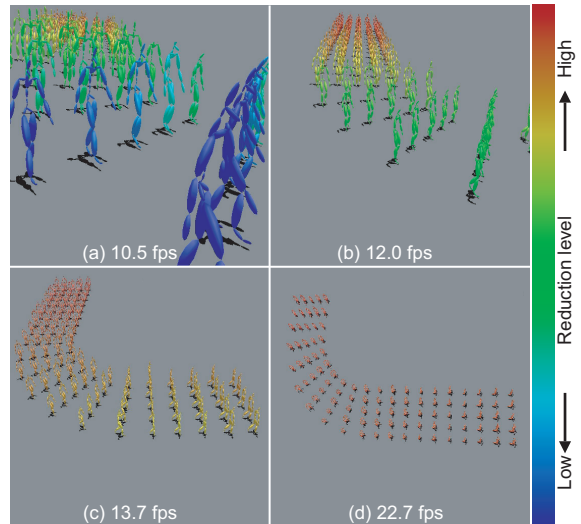 (a) 10.5 fps
(b) 12.0 fps
(c) 13.7 fps
(d) 22.7 fps
High
Reduction level
Low